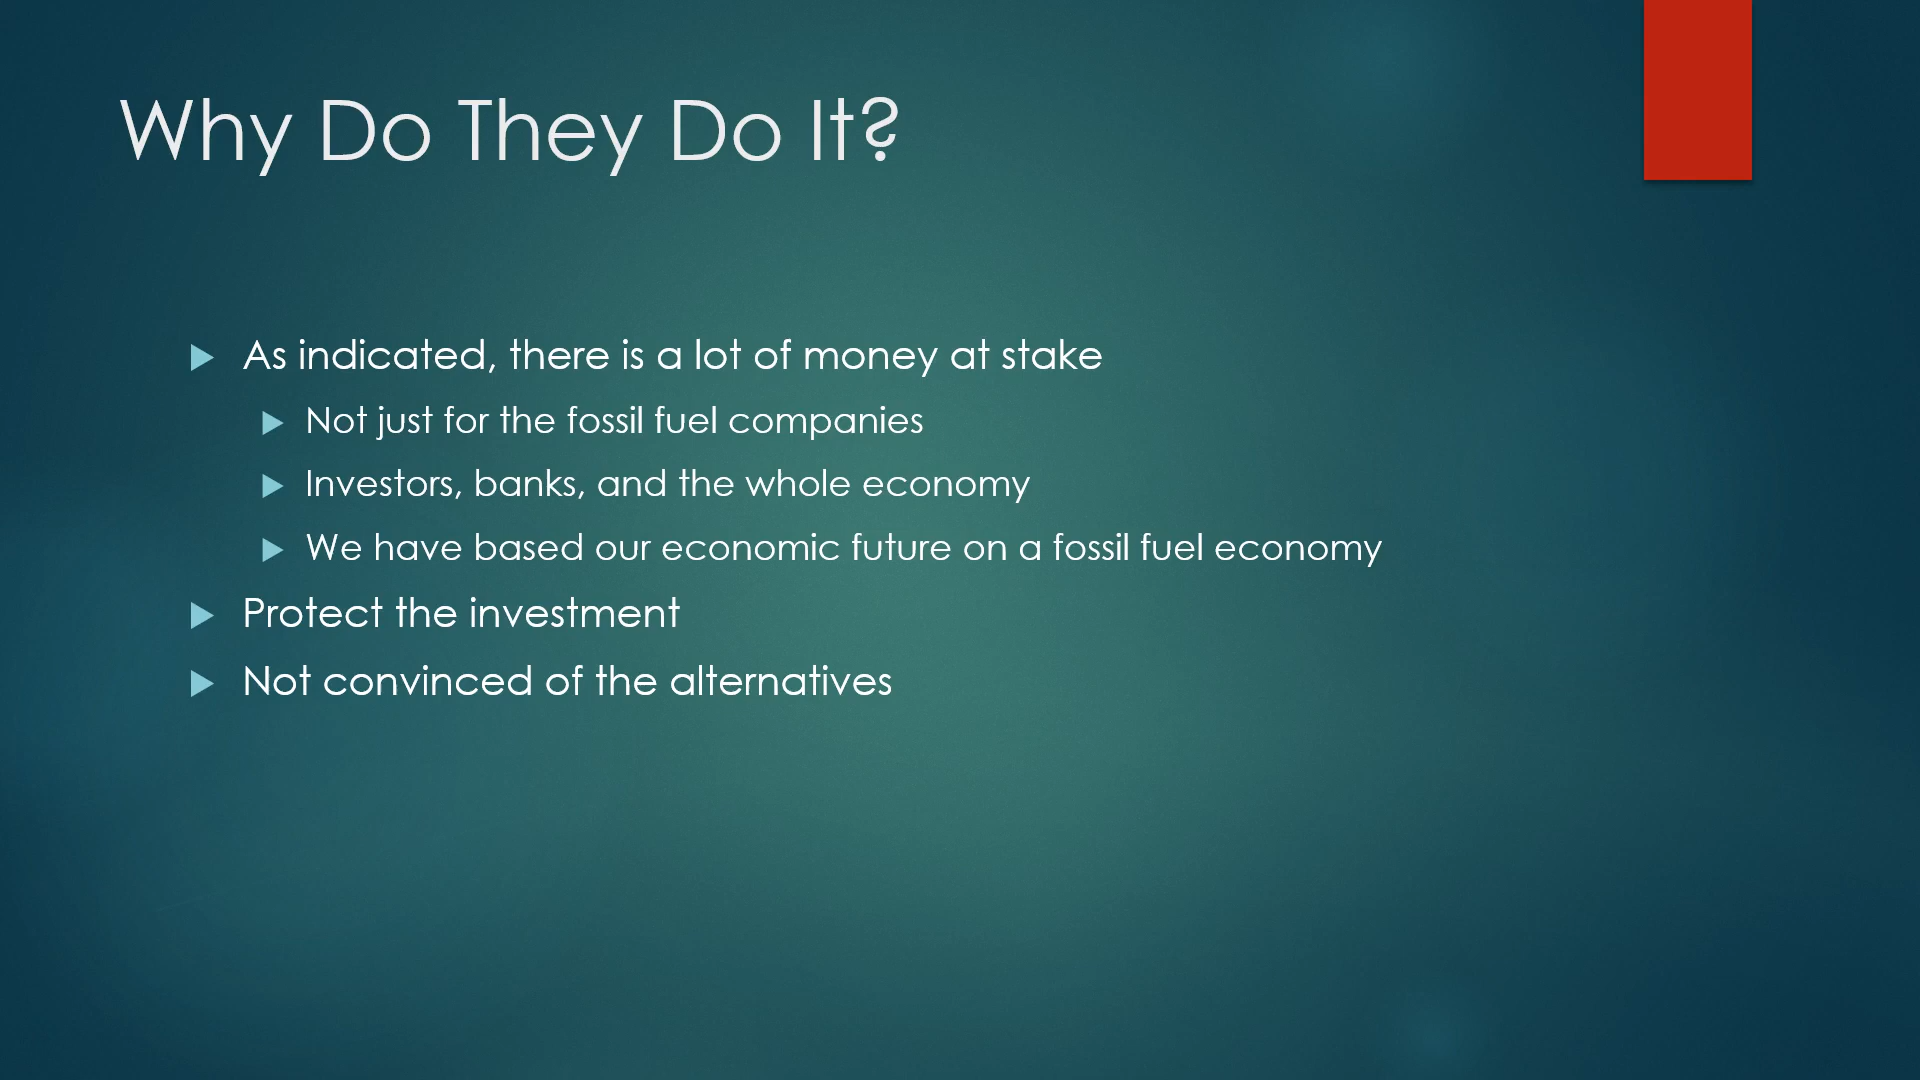 Why Do They Do It?
As indicated, there is a lot of money at stake
Not just for the fossil fuel companies
Investors, banks, and the whole economy
We have based our economic future on a fossil fuel economy
Protect the investment
Not convinced of the alternatives